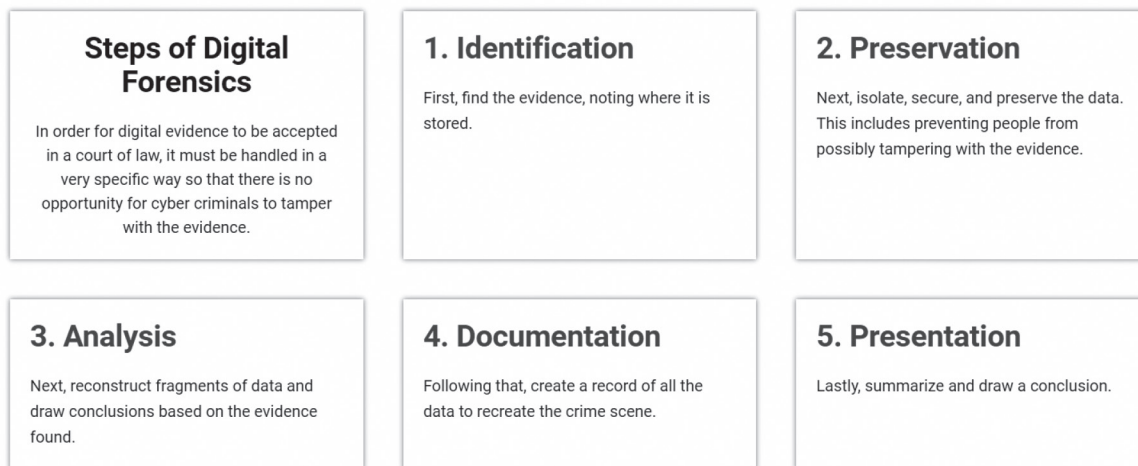 Steps of Digital
Forensics
In order for digital evidence to be accepted
in a court of law, it must be handled in a
very specific way so that there is no
opportunity for cyber criminals to tamper
with the evidence.
1. Identification
First, find the evidence, noting where it is
stored.
2. Preservation
Next, isolate, secure, and preserve the data.
This includes preventing people from
possibly tampering with the evidence.
3. Analysis
Next, reconstruct fragments of data and
draw conclusions based on the evidence
found.
4. Documentation
Following that, create a record of all the
data to recreate the crime scene.
5. Presentation
Lastly, summarize and draw a conclusion.